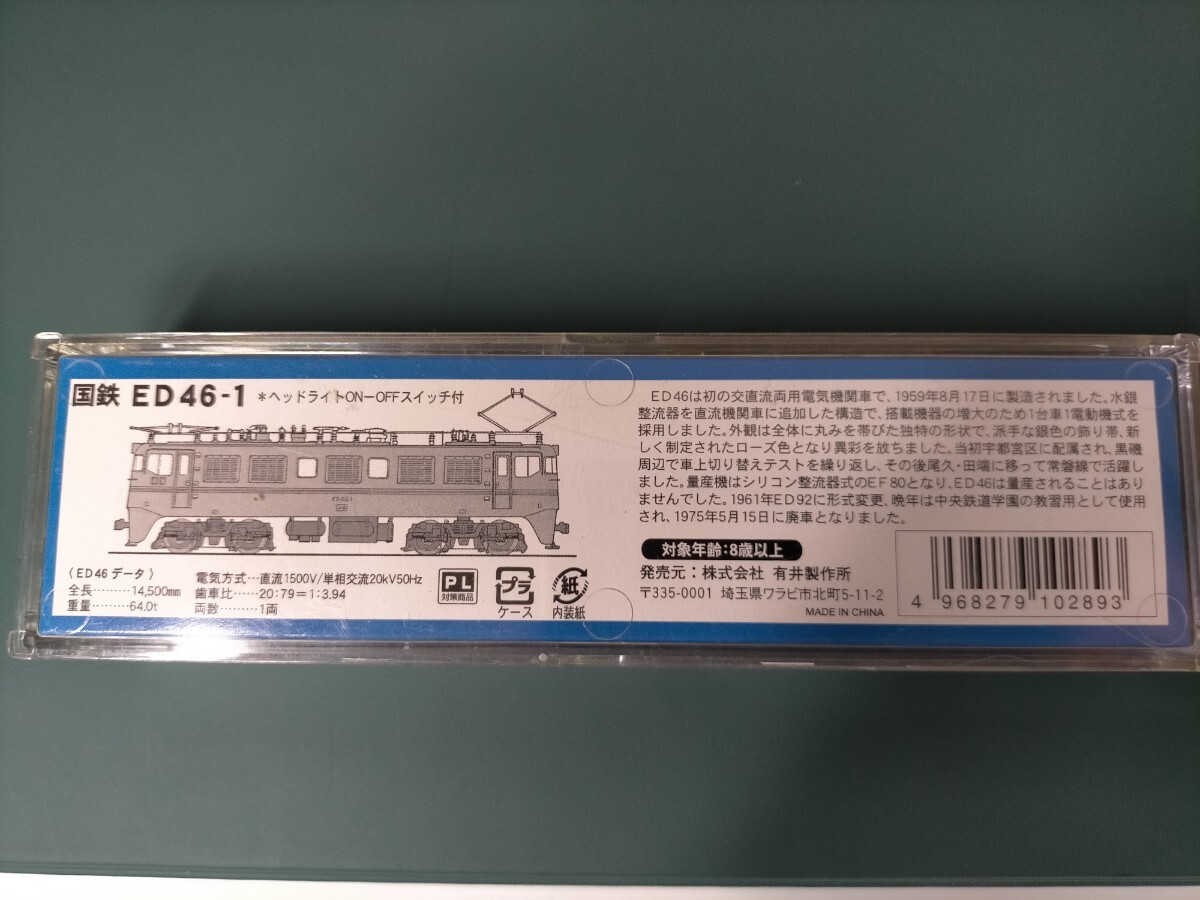 国鉄 ED46-1 *ヘッドライトON-OFFスイッチ付
〈ED46 データ〉
全長………14,500mm
重量………64.0t
電気方式…直流1500V/単相交流20kV50Hz
歯車比……20:79=1:3.94
両数………1両
PL
対策商品
プラ
ケース
紙
内装紙
ED46は初の交直流両用電気機関車で、1959年8月17日に製造されました。水銀
整流器を直流機関車に追加した構造で、搭載機器の増大のため1台車1電動機式を
採用しました。外観は全体に丸みを帯びた独特の形状で、派手な銀色の飾り帯、新
しく制定されたローズ色となり異彩を放ちました。当初宇都宮区に配属され、黒磯
周辺で車上切り替えテストを繰り返し、その後尾久・田端に移って常磐線で活躍し
ました。量産機はシリコン整流器式のEF80となり、ED46は量産されることはあり
ませんでした。1961年ED92に形式変更、晩年は中央鉄道学園の教習用として使用
され、1975年5月15日に廃車となりました。
対象年齢:8歳以上
発売元:株式会社 有井製作所
〒335-0001 埼玉県ワラビ市北町5-11-2
MADE IN CHINA
4 968279 102893